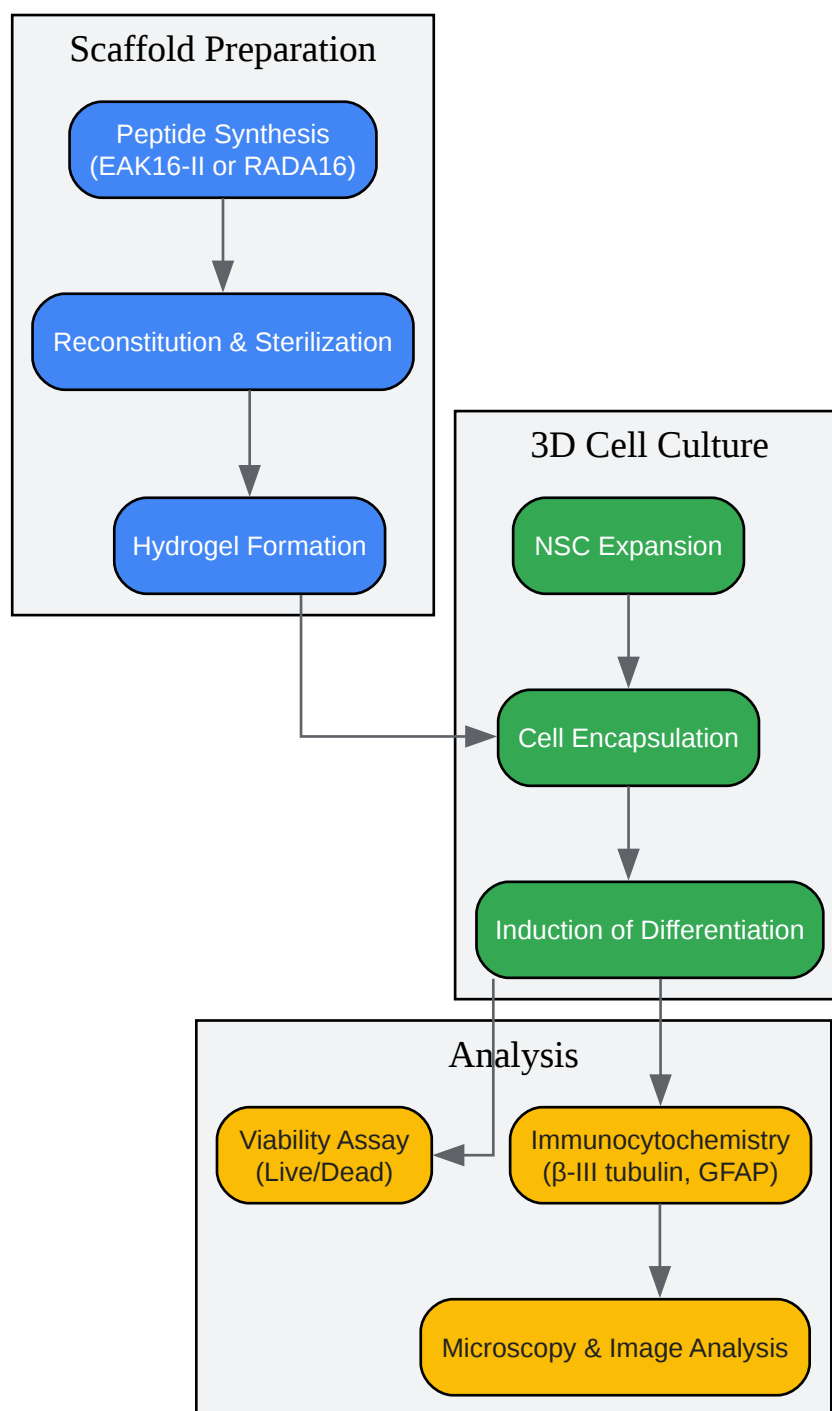 Scaffold Preparation
Peptide Synthesis
(EAK16-II or RADA16)
Reconstitution & Sterilization
Hydrogel Formation
3D Cell Culture
NSC Expansion
Cell Encapsulation
Induction of Differentiation
Analysis
Viability Assay
(Live/Dead)
Immunocytochemistry
(β-III tubulin, GFAP)
Microscopy & Image Analysis